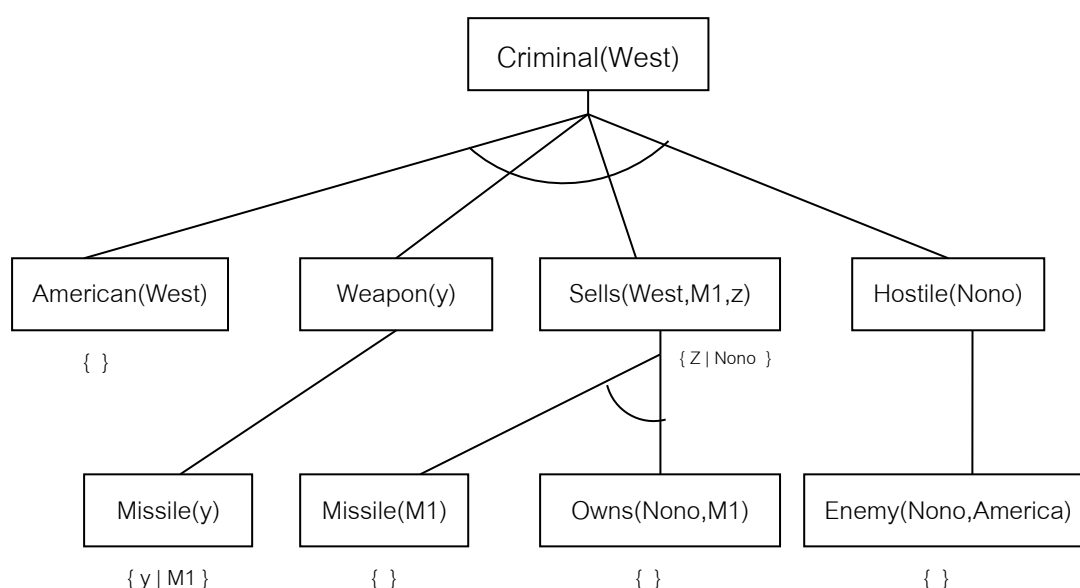 Criminal(West)
American(West)
Weapon(y)
Sells(West,M1,z)
Hostile(Nono)
{ }
{ Z | Nono }
Missile(y)
Missile(M1)
Owns(Nono,M1)
Enemy(Nono,America)
{ y | M1 }
{ }
{ }
{ }